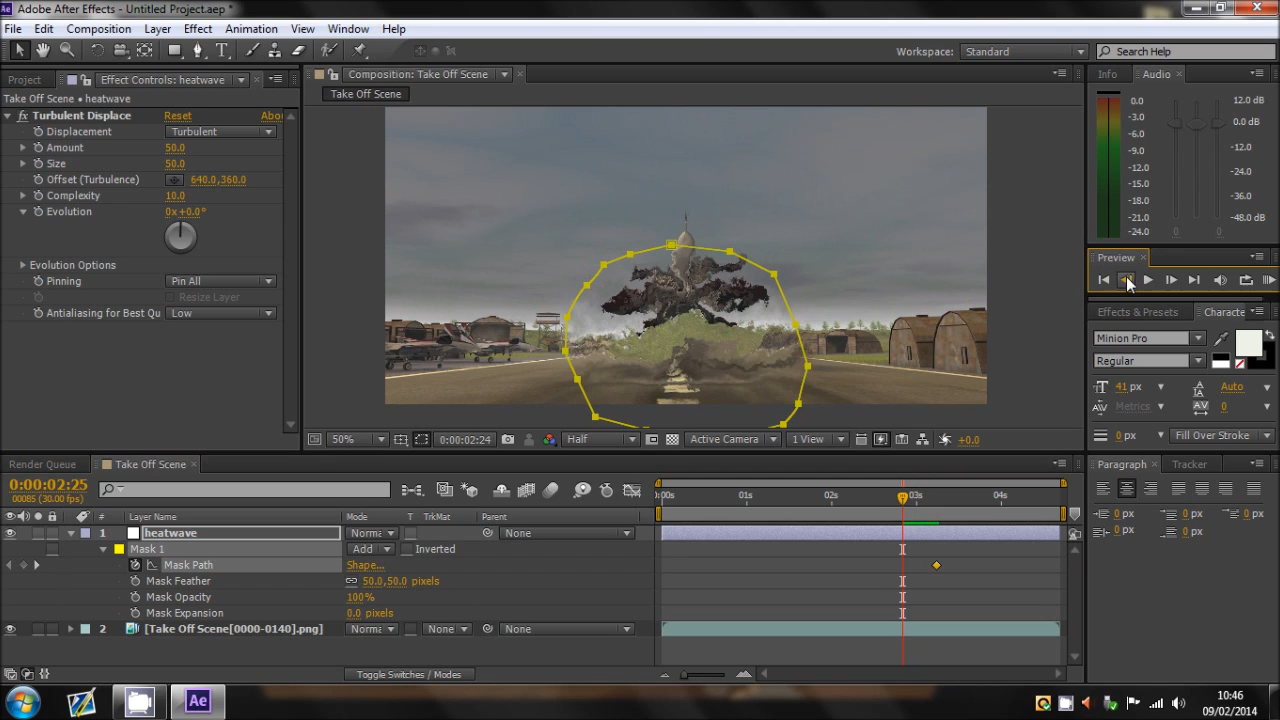 Adobe After Effects - Untitled Project.aep *
File Edit Composition Layer Effect Animation View Window Help
Workspace: Standard Search Help
Project Effect Controls: heatwave
Take Off Scene • heatwave
fx Turbulent Displace Reset Abo
Displacement Turbulent
Amount 50.0
Size 50.0
Offset (Turbulence) 640.0,360.0
Complexity 10.0
Evolution 0x+0.0°
Evolution Options
Pinning Pin All
Resize Layer
Antialiasing for Best Qu Low
Composition: Take Off Scene
Take Off Scene
50% 0:00:02:24 Half Active Camera 1 View +0.0
Info Audio
0.0 12.0 dB
-3.0 0.0 dB
-6.0
-9.0 -12.0
-12.0
-15.0 -24.0
-18.0 -36.0
-21.0 -48.0 dB
-24.0 0 0
Preview
Effects & Presets Characte
Minion Pro
Regular
41 px Auto
Metrics 0
0 px Fill Over Stroke
Paragraph Tracker
0 px 0 px 0 px
0 px 0 px
Render Queue Take Off Scene
0:00:02:25
00085 (30.00 fps)
:00s 01s 02s 03s 04s
# Layer Name Mode T TrkMat Parent
1 heatwave Norma None
Mask 1 Add Inverted
Mask Path Shape...
Mask Feather 50.0,50.0 pixels
Mask Opacity 100%
Mask Expansion 0.0 pixels
2 [Take Off Scene[0000-0140].png] Norma None None
Toggle Switches / Modes
Ae
10:46
09/02/2014